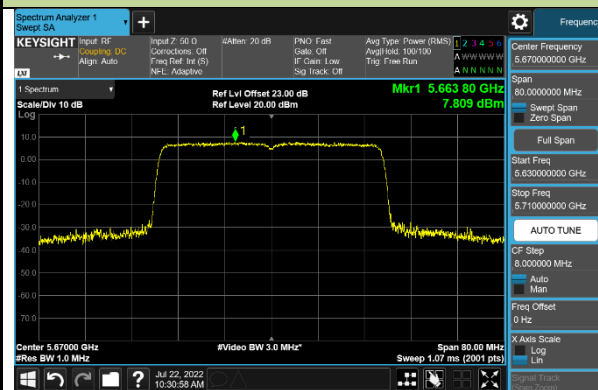 Spectrum Analyzer 1
Swept SA
+
Frequency
KEYSIGHT
Input: RF
Coupling: DC
Align: Auto
Input Z: 50 Ω
Corrections: Off
Freq Ref: Int (S)
NFE: Adaptive
#Atten: 20 dB
PNO: Fast
Gate: Off
IF Gain: Low
Sig Track: Off
Avg Type: Power (RMS)
Avg|Hold: 100/100
Trig: Free Run
1 2 3 4 5 6
A W W W W W
A N N N N N
LXI
1 Spectrum
Scale/Div 10 dB
Log
Ref Lvl Offset 23.00 dB
Ref Level 20.00 dBm
Mkr1 5.663 80 GHz
7.809 dBm
1
10.0
0.00
-10.0
-20.0
-30.0
-40.0
-50.0
-60.0
-70.0
Center 5.67000 GHz
#Res BW 1.0 MHz
#Video BW 3.0 MHz*
Span 80.00 MHz
Sweep 1.07 ms (2001 pts)
Jul 22, 2022
10:30:58 AM
?
Center Frequency
5.670000000 GHz
Span
80.0000000 MHz
Swept Span
Zero Span
Full Span
Start Freq
5.630000000 GHz
Stop Freq
5.710000000 GHz
AUTO TUNE
CF Step
8.000000 MHz
Auto
Man
Freq Offset
0 Hz
X Axis Scale
Log
Lin
Signal Track
(Span Zoom)